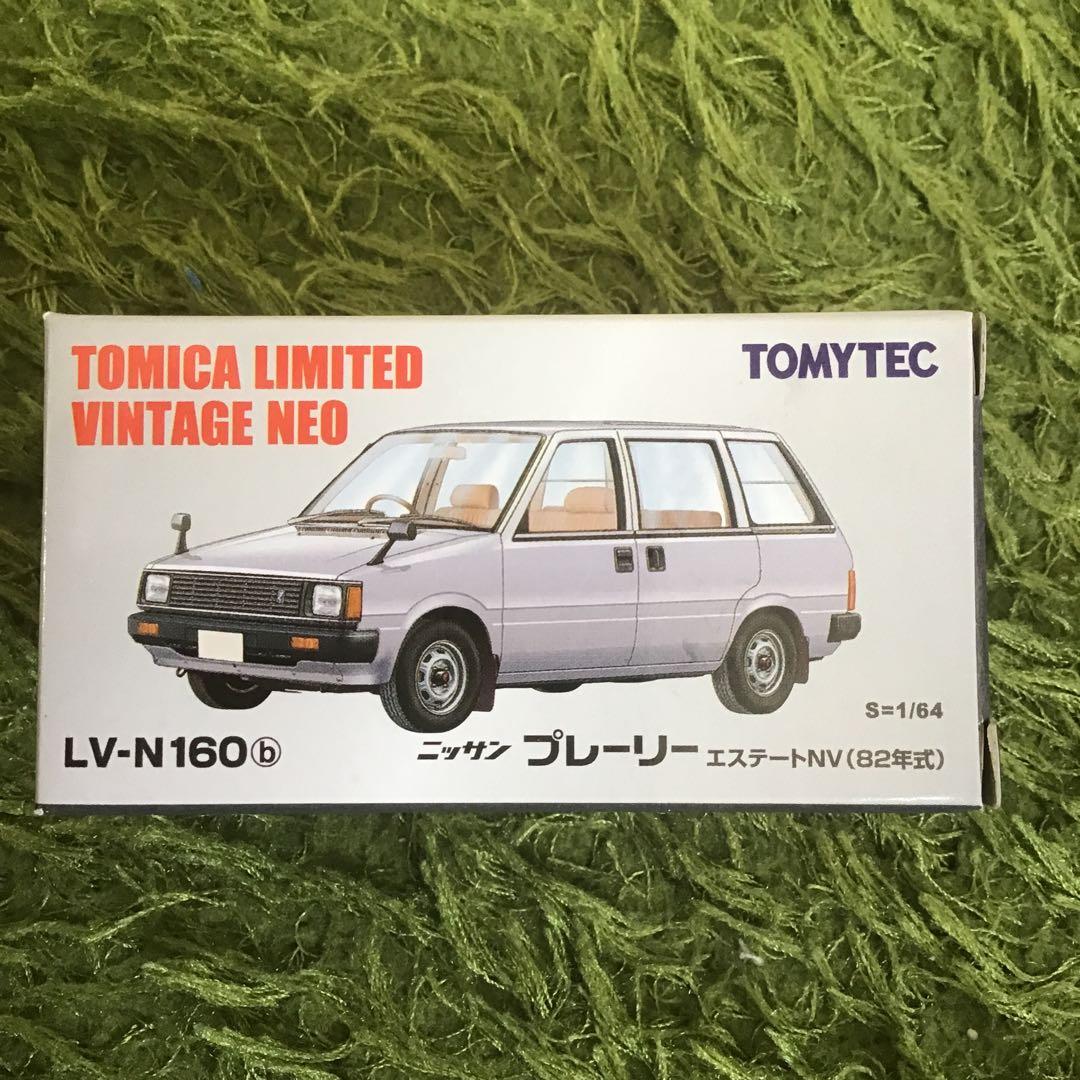 TOMICA LIMITED
VINTAGE NEO
TOMYTEC
S=1/64
LV-N160ⓑ
ニッサン プレーリー エステートNV(82年式)